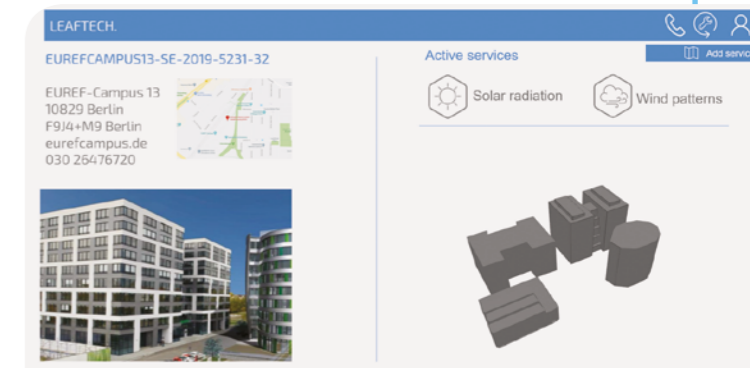 LEAFTECH.
EUREFCAMPUS13-SE-2019-5231-32
EUREF-Campus 13
10829 Berlin
F9J4+M9 Berlin
eurefcampus.de
030 26476720
Active services
Add servic
Solar radiation
Wind patterns